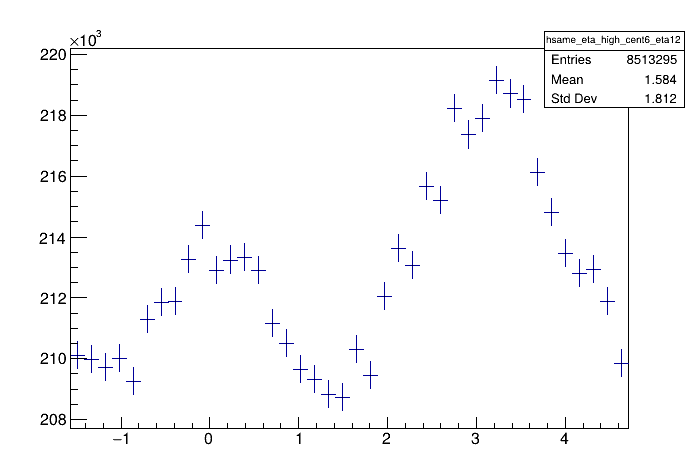 ×10³
hsame_eta_high_cent6_eta12
Entries 8513295
Mean 1.584
Std Dev 1.812
220
218
216
214
212
210
208
−1 0 1 2 3 4